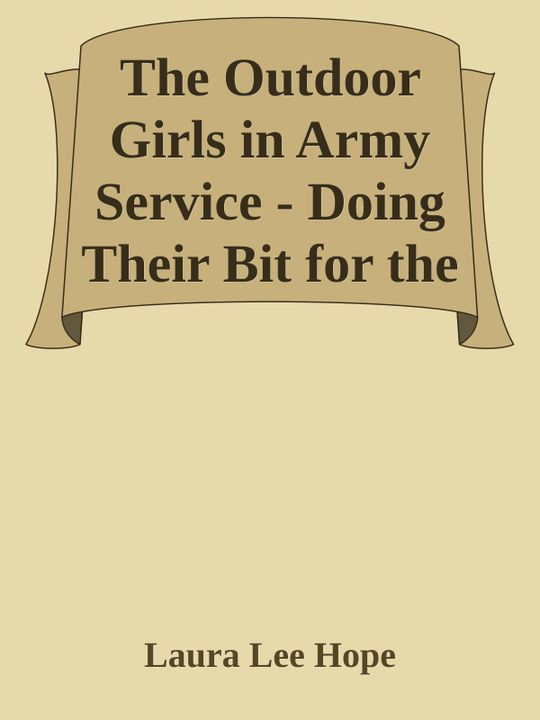 The Outdoor
Girls in Army
Service - Doing
Their Bit for the
Laura Lee Hope